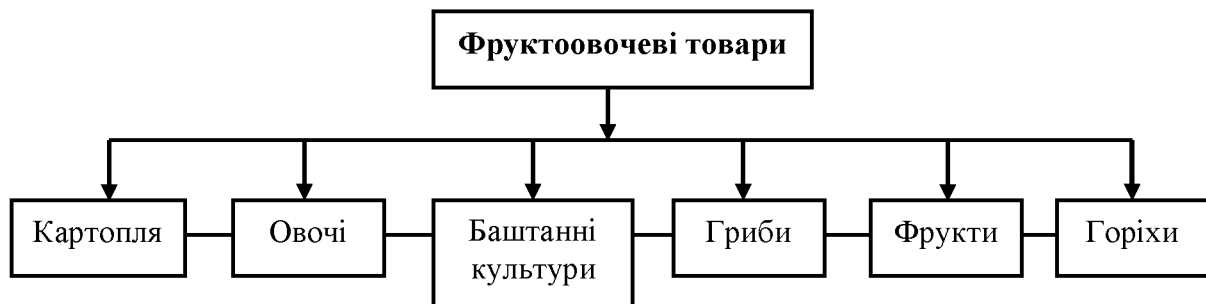 Фруктоовочеві товари
Картопля
Овочі
Баштанні
культури
Гриби
Фрукти
Горіхи